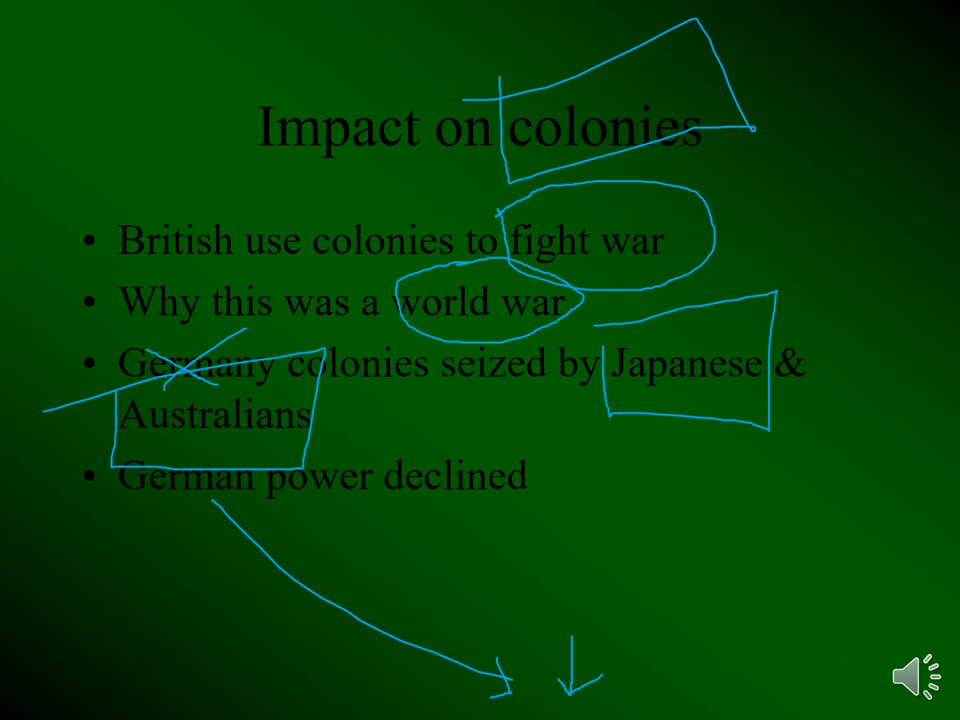 Impact on colonies
• British use colonies to fight war
• Why this was a world war
• Germany colonies seized by Japanese &
Australians
• German power declined